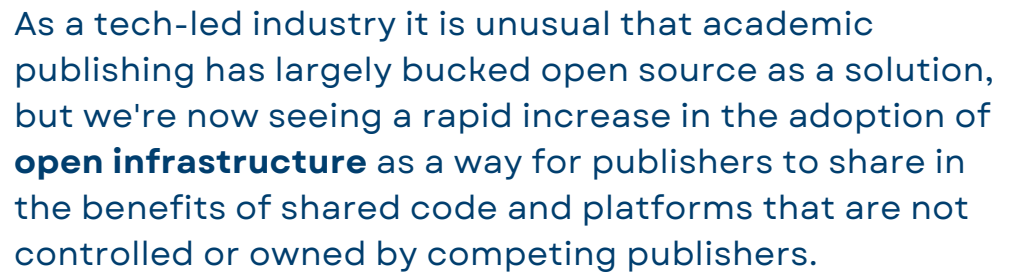 As a tech-led industry it is unusual that academic
publishing has largely bucked open source as a solution,
but we're now seeing a rapid increase in the adoption of
open infrastructure as a way for publishers to share in
the benefits of shared code and platforms that are not
controlled or owned by competing publishers.